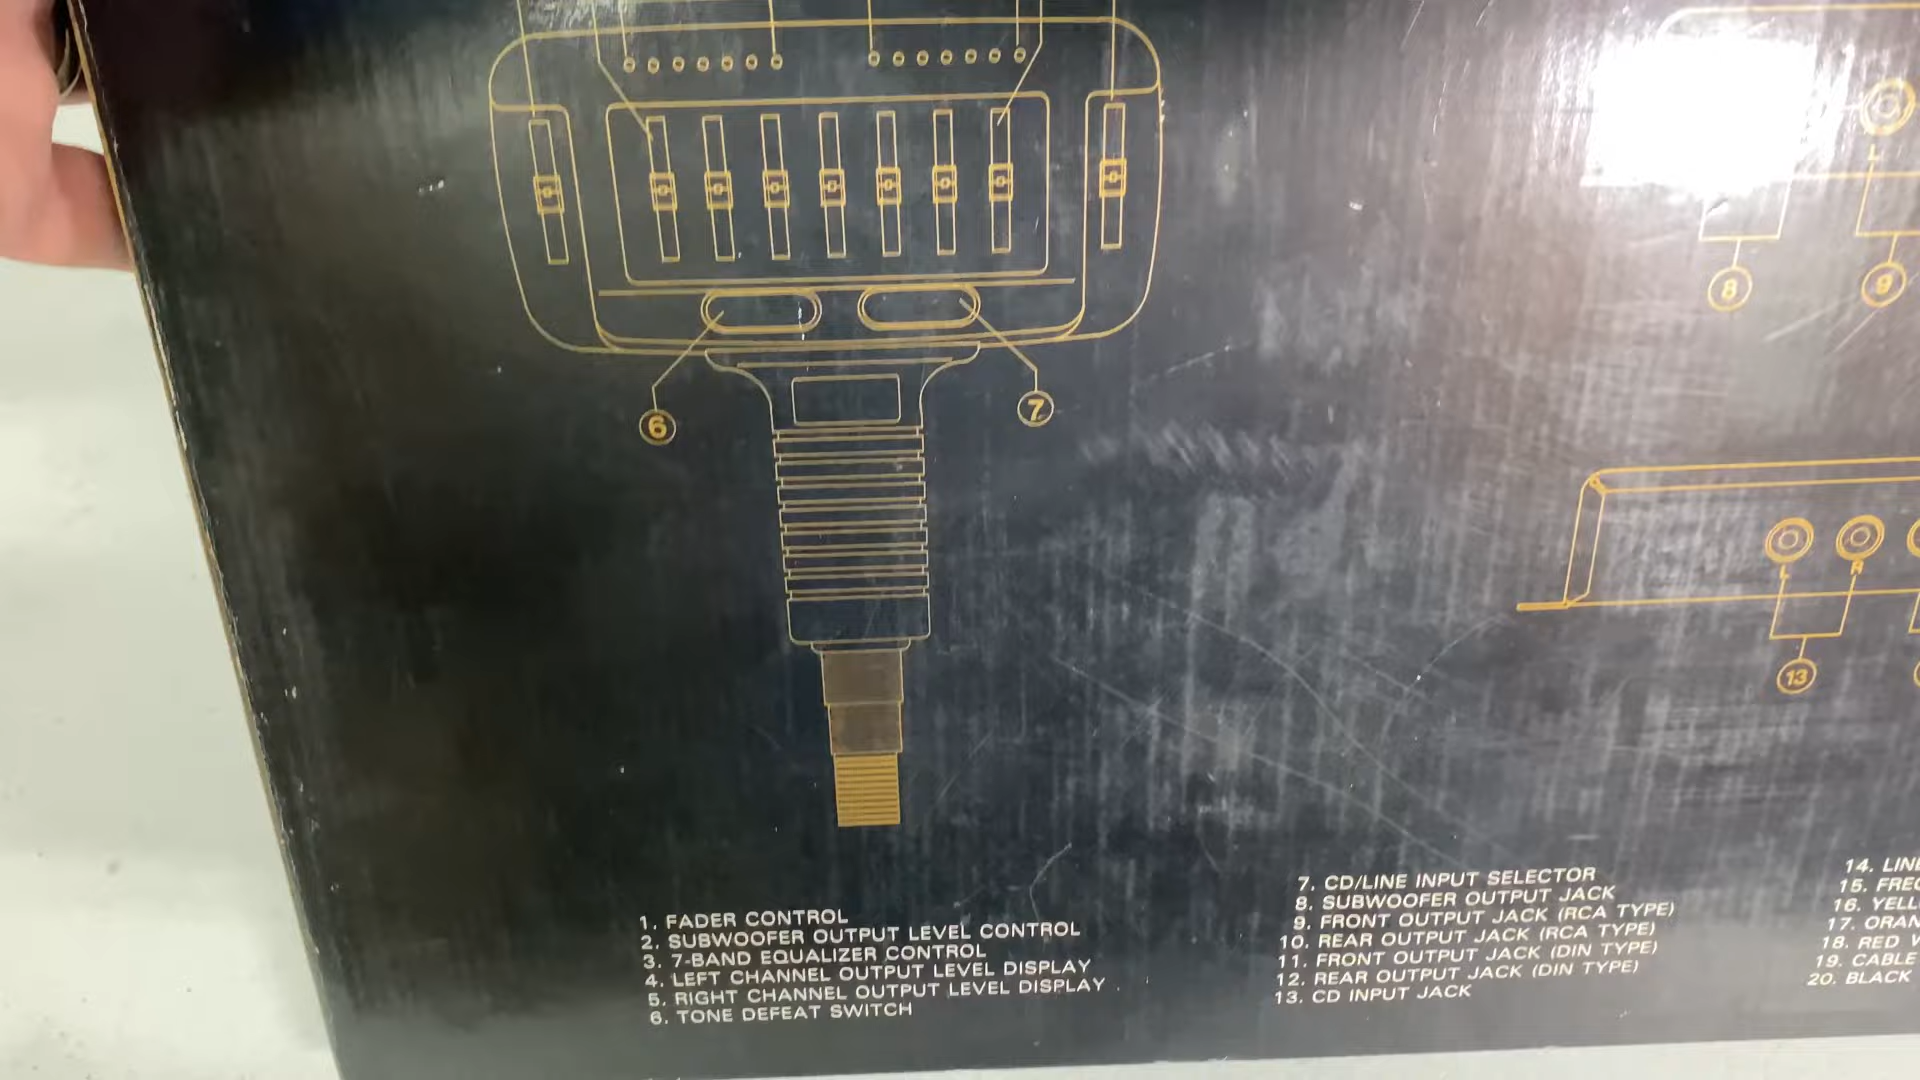 L
8
9
6
7
L R
13
1. FADER CONTROL
2. SUBWOOFER OUTPUT LEVEL CONTROL
3. 7-BAND EQUALIZER CONTROL
4. LEFT CHANNEL OUTPUT LEVEL DISPLAY
5. RIGHT CHANNEL OUTPUT LEVEL DISPLAY
6. TONE DEFEAT SWITCH
7. CD/LINE INPUT SELECTOR
8. SUBWOOFER OUTPUT JACK
9. FRONT OUTPUT JACK (RCA TYPE)
10. REAR OUTPUT JACK (RCA TYPE)
11. FRONT OUTPUT JACK (DIN TYPE)
12. REAR OUTPUT JACK (DIN TYPE)
13. CD INPUT JACK
14. LINE
15.
16.
17.
18. RED
19. CABLE
20. BLACK